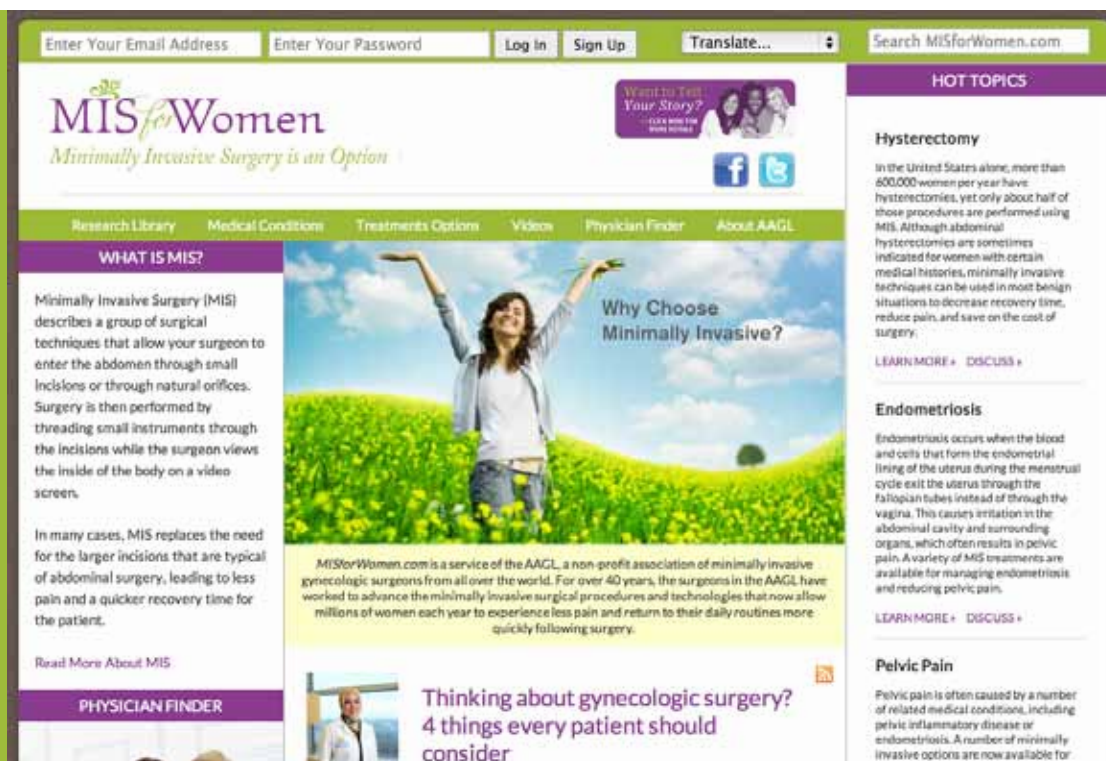 Enter Your Email Address
Enter Your Password
Log In
Sign Up
Translate...
Search MISforWomen.com
MIS for Women
Minimally Invasive Surgery is an Option
Want to Tell
Your Story?
CLICK HERE FOR
MORE DETAILS
Research Library
Medical Conditions
Treatments Options
Videos
Physician Finder
About AAGL
WHAT IS MIS?
Minimally Invasive Surgery (MIS)
describes a group of surgical
techniques that allow your surgeon to
enter the abdomen through small
incisions or through natural orifices.
Surgery is then performed by
threading small instruments through
the incisions while the surgeon views
the inside of the body on a video
screen.
In many cases, MIS replaces the need
for the larger incisions that are typical
of abdominal surgery, leading to less
pain and a quicker recovery time for
the patient.
Read More About MIS
PHYSICIAN FINDER
Why Choose
Minimally Invasive?
MISforWomen.com is a service of the AAGL, a non-profit association of minimally invasive
gynecologic surgeons from all over the world. For over 40 years, the surgeons in the AAGL have
worked to advance the minimally invasive surgical procedures and technologies that now allow
millions of women each year to experience less pain and return to their daily routines more
quickly following surgery.
Thinking about gynecologic surgery?
4 things every patient should
consider
HOT TOPICS
Hysterectomy
In the United States alone, more than
600,000 women per year have
hysterectomies, yet only about half of
those procedures are performed using
MIS. Although abdominal
hysterectomies are sometimes
indicated for women with certain
medical histories, minimally invasive
techniques can be used in most benign
situations to decrease recovery time,
reduce pain, and save on the cost of
surgery.
LEARN MORE » DISCUSS »
Endometriosis
Endometriosis occurs when the blood
and cells that form the endometrial
lining of the uterus during the menstrual
cycle exit the uterus through the
fallopian tubes instead of through the
vagina. This causes irritation in the
abdominal cavity and surrounding
organs, which often results in pelvic
pain. A variety of MIS treatments are
available for managing endometriosis
and reducing pelvic pain.
LEARN MORE » DISCUSS »
Pelvic Pain
Pelvic pain is often caused by a number
of related medical conditions, including
pelvic inflammatory disease or
endometriosis. A number of minimally
invasive options are now available for